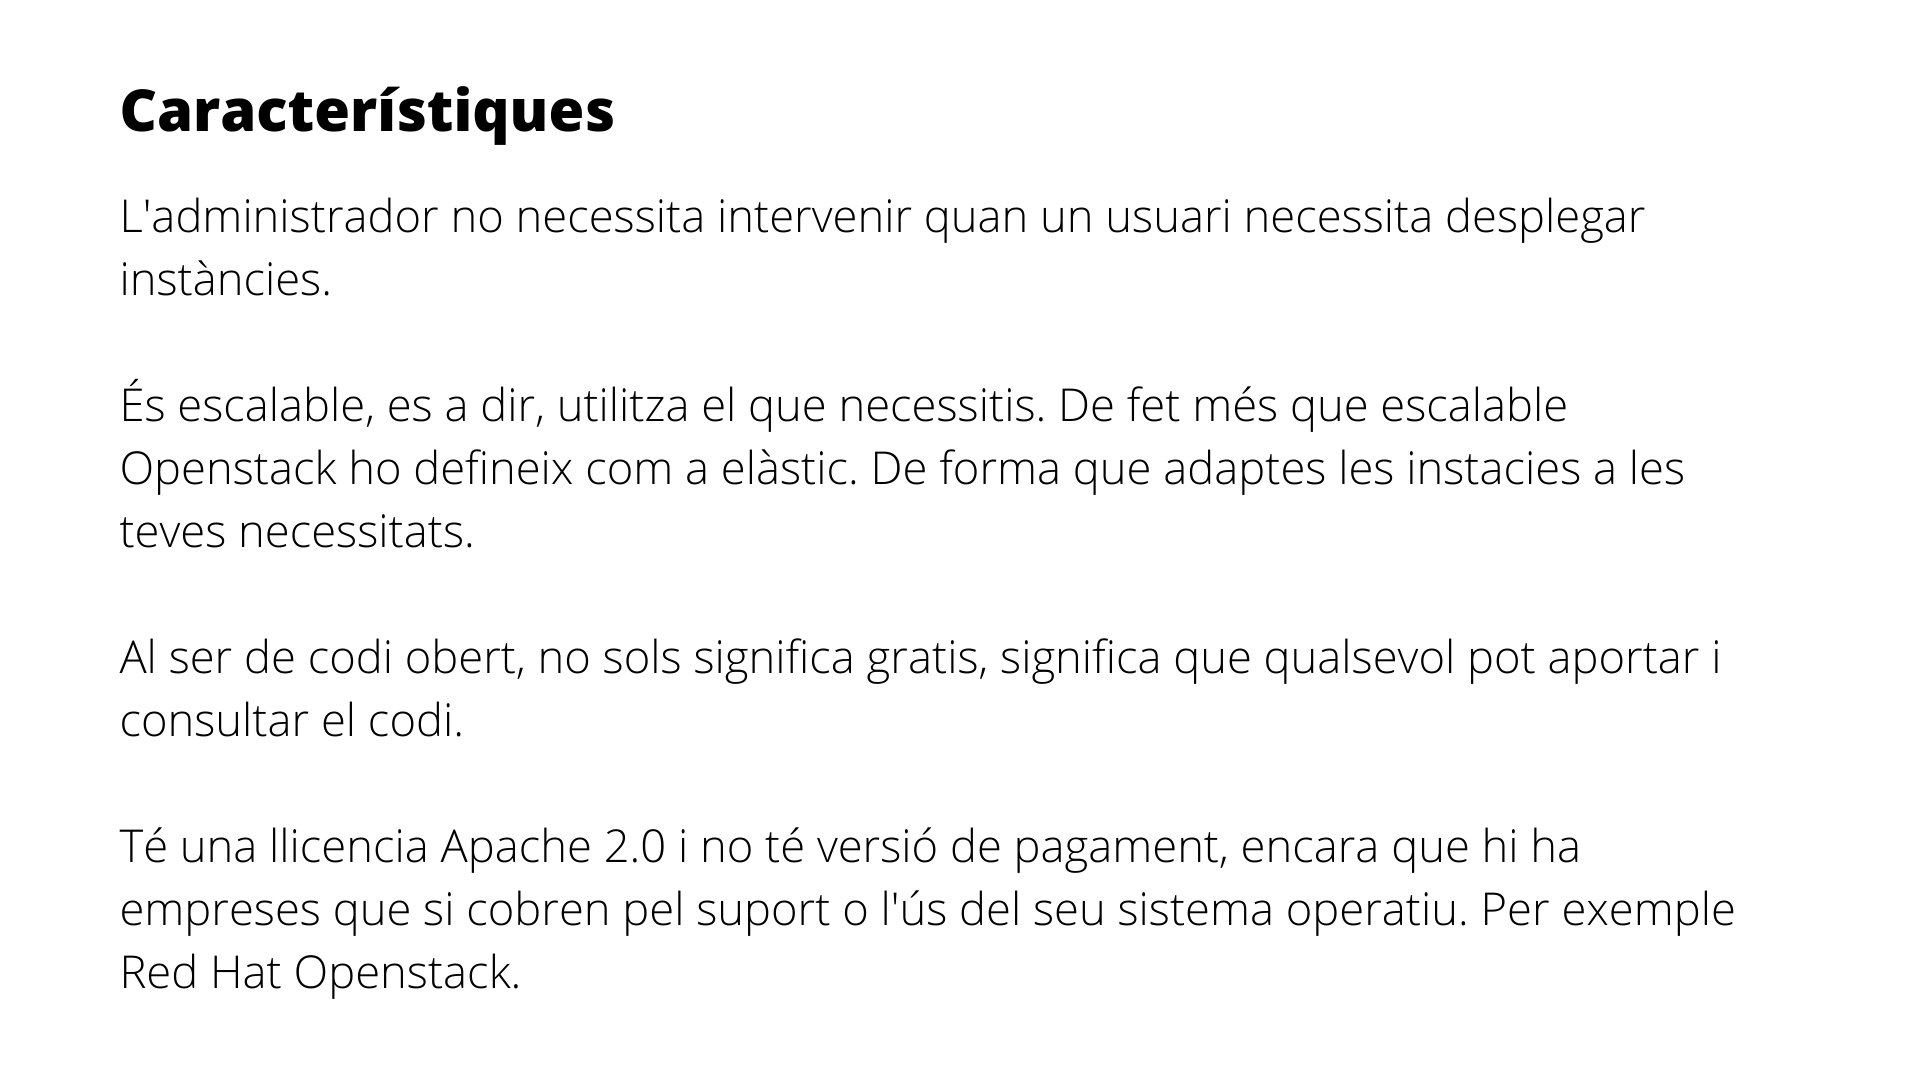 Característiques
L'administrador no necessita intervenir quan un usuari necessita desplegar
instàncies.
És escalable, es a dir, utilitza el que necessitis. De fet més que escalable
Openstack ho defineix com a elàstic. De forma que adaptes les instacies a les
teves necessitats.
Al ser de codi obert, no sols significa gratis, significa que qualsevol pot aportar i
consultar el codi.
Té una llicencia Apache 2.0 i no té versió de pagament, encara que hi ha
empreses que si cobren pel suport o l'ús del seu sistema operatiu. Per exemple
Red Hat Openstack.